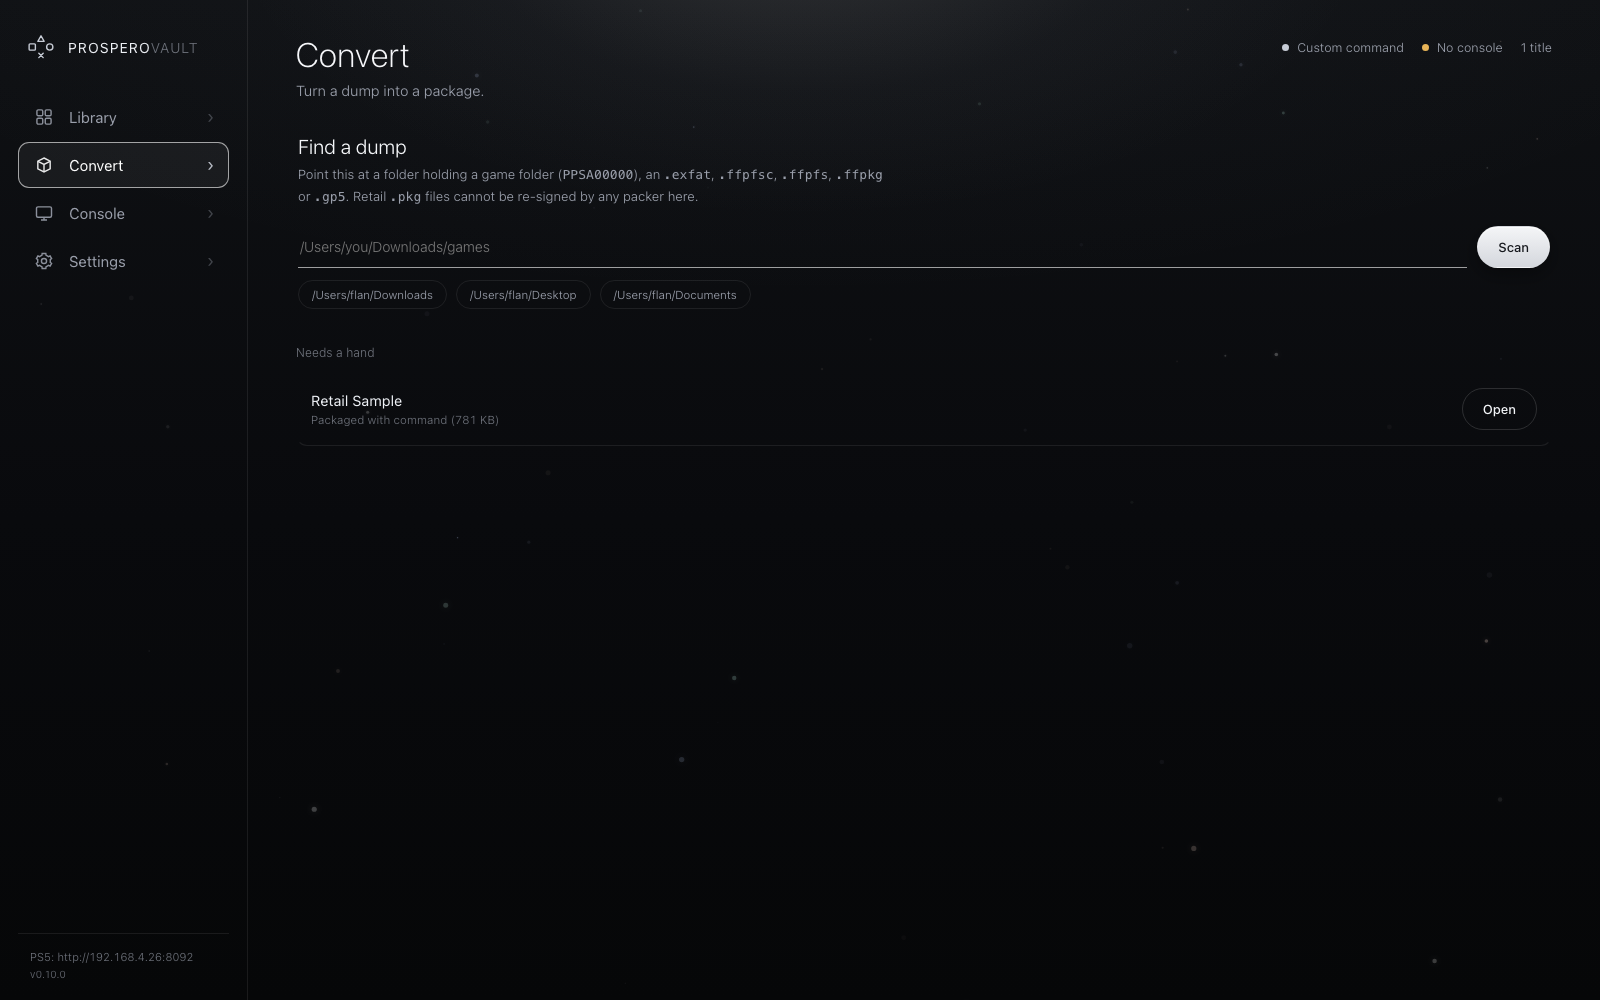 PROSPEROVAULT
Library
Convert
Console
Settings
PS5: http://192.168.4.26:8092
v0.10.0
Convert
Turn a dump into a package.
Custom command
No console
1 title
Find a dump
Point this at a folder holding a game folder (PPSA00000), an .exfat, .ffpfsc, .ffpfs, .ffpkg
or .gp5. Retail .pkg files cannot be re-signed by any packer here.
/Users/you/Downloads/games
Scan
/Users/flan/Downloads
/Users/flan/Desktop
/Users/flan/Documents
Needs a hand
Retail Sample
Packaged with command (781 KB)
Open